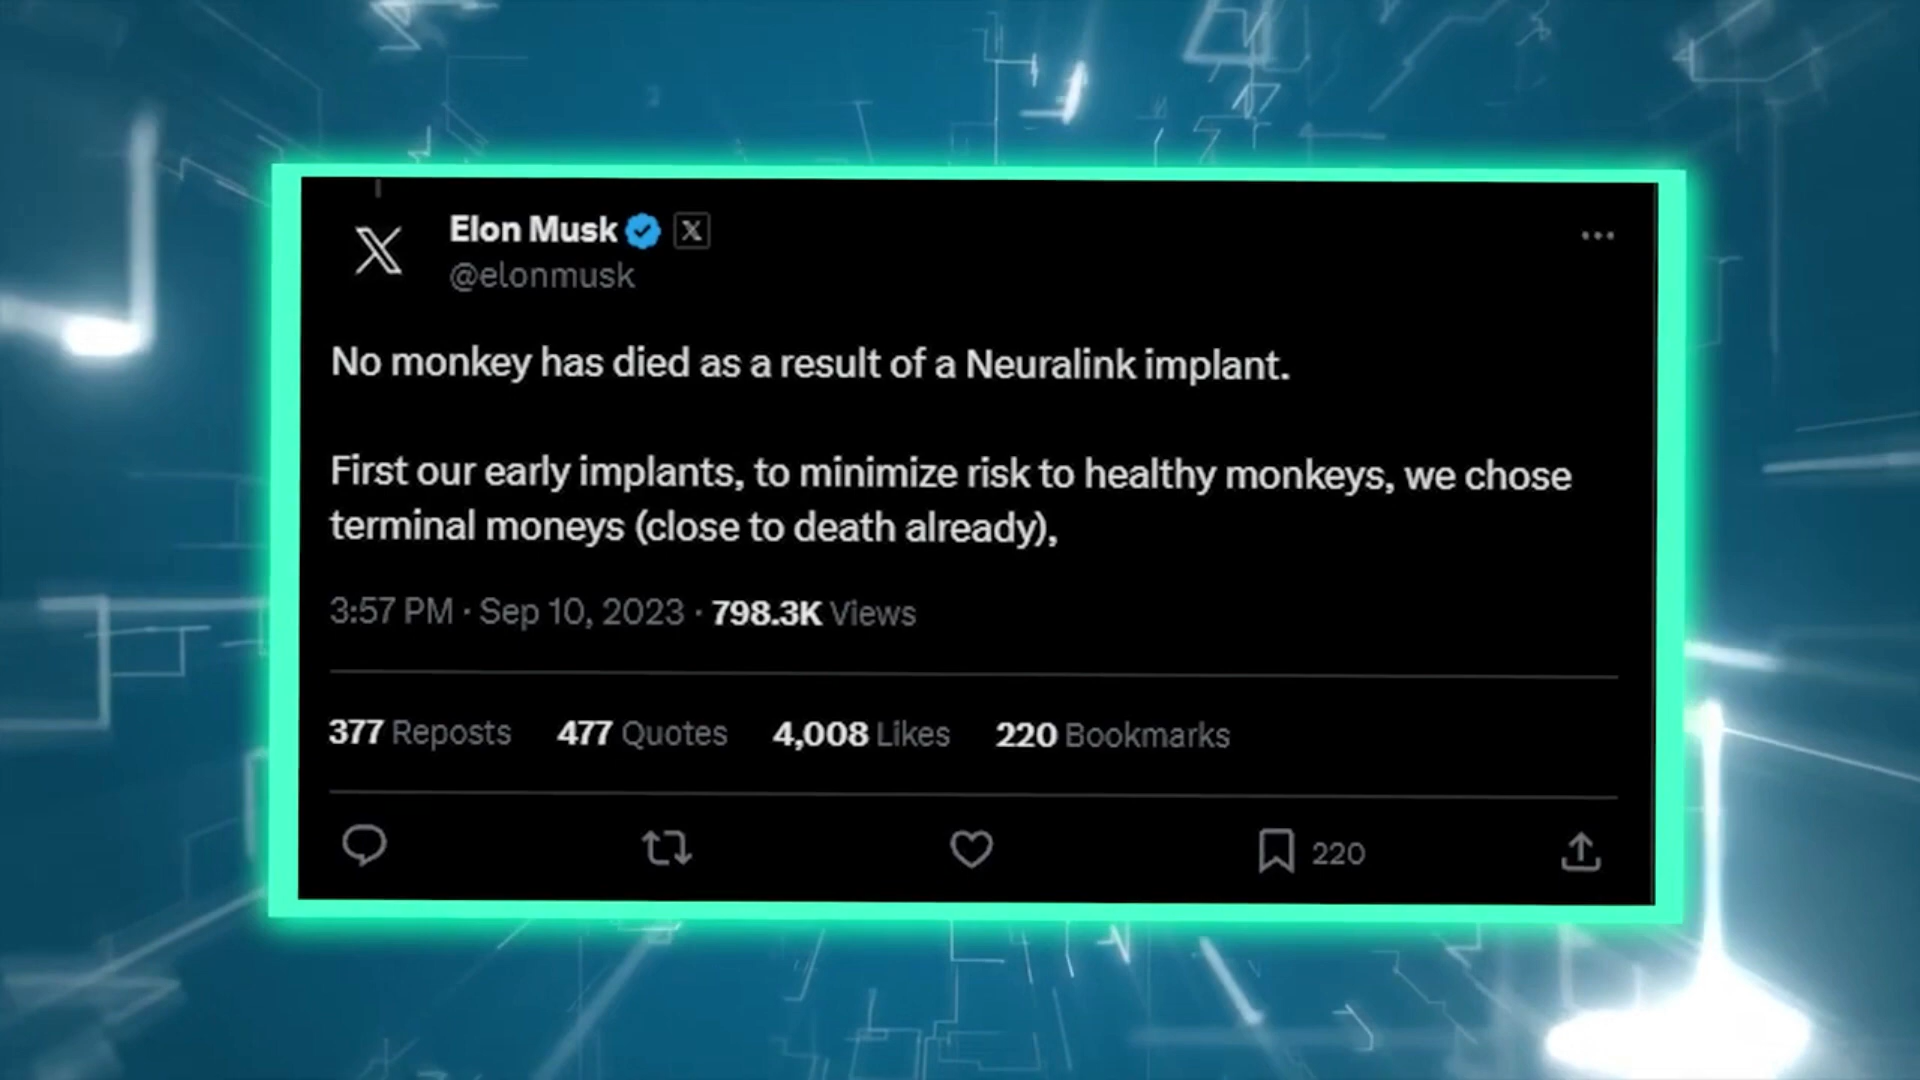 Elon Musk
@elonmusk
No monkey has died as a result of a Neuralink implant.
First our early implants, to minimize risk to healthy monkeys, we chose
terminal moneys (close to death already),
3:57 PM · Sep 10, 2023 · 798.3K Views
377 Reposts 477 Quotes 4,008 Likes 220 Bookmarks
220